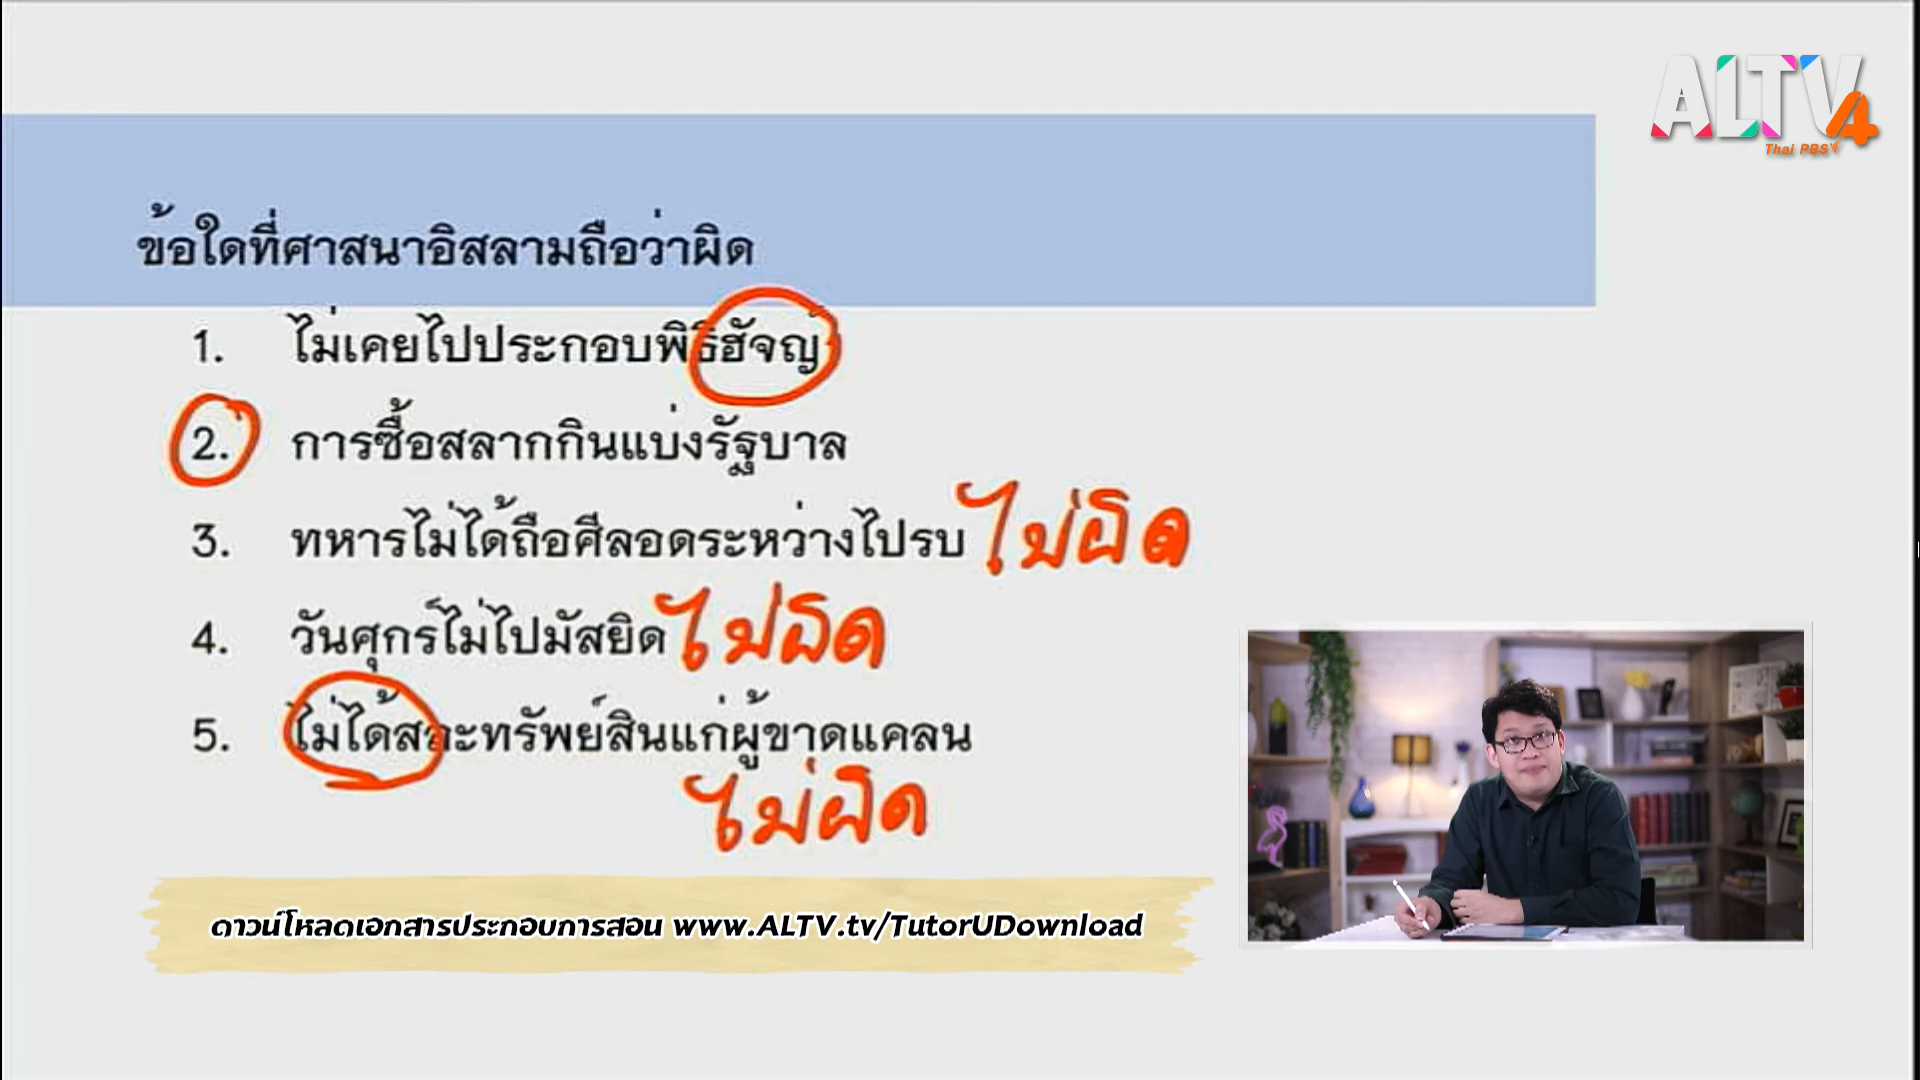 ALTV4
Thai PBS
ข้อใดที่ศาสนาอิสลามถือว่าผิด
1. ไม่เคยไปประกอบพิธีฮัจญ์
2. การซื้อสลากกินแบ่งรัฐบาล
3. ทหารไม่ได้ถือศีลอดระหว่างไปรบ ไม่ผิด
4. วันศุกร์ไม่ไปมัสยิด ไม่ผิด
5. ไม่ได้สละทรัพย์สินแก่ผู้ขาดแคลน
ไม่ผิด
ดาวน์โหลดเอกสารประกอบการสอน www.ALTV.tv/TutorUDownload